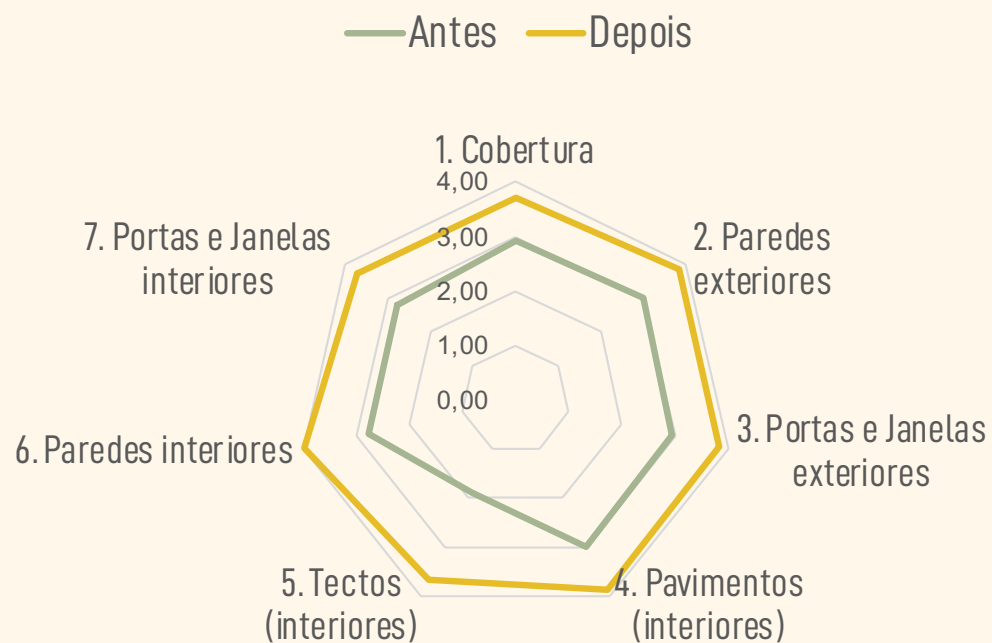 Antes Depois
1. Cobertura
4,00
3,00
2,00
1,00
0,00
2. Paredes
exteriores
3. Portas e Janelas
exteriores
4. Pavimentos
(interiores)
5. Tectos
(interiores)
6. Paredes interiores
7. Portas e Janelas
interiores